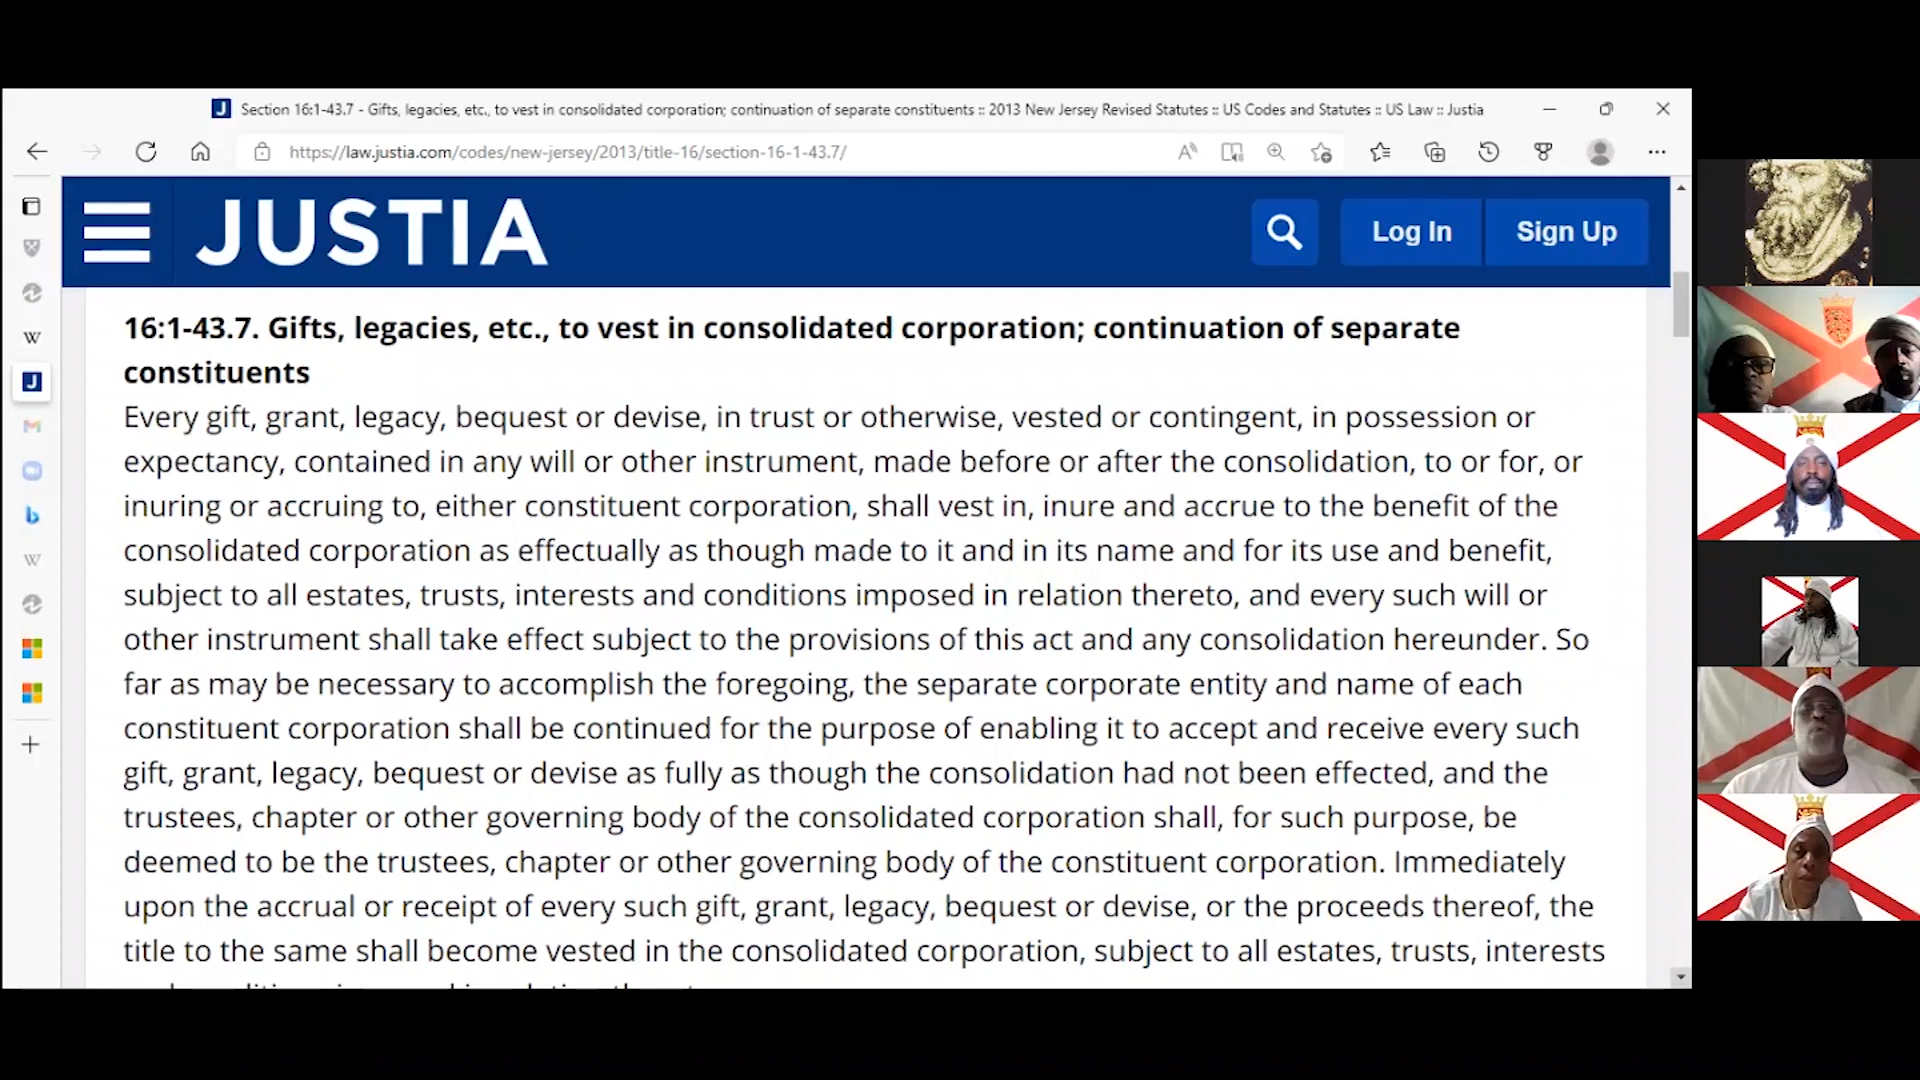 Section 16:1-43.7 - Gifts, legacies, etc., to vest in consolidated corporation; continuation of separate constituents :: 2013 New Jersey Revised Statutes :: US Codes and Statutes :: US Law :: Justia
https://law.justia.com/codes/new-jersey/2013/title-16/section-16-1-43.7/
JUSTIA
Log In
Sign Up
16:1-43.7. Gifts, legacies, etc., to vest in consolidated corporation; continuation of separate
constituents
Every gift, grant, legacy, bequest or devise, in trust or otherwise, vested or contingent, in possession or
expectancy, contained in any will or other instrument, made before or after the consolidation, to or for, or
inuring or accruing to, either constituent corporation, shall vest in, inure and accrue to the benefit of the
consolidated corporation as effectually as though made to it and in its name and for its use and benefit,
subject to all estates, trusts, interests and conditions imposed in relation thereto, and every such will or
other instrument shall take effect subject to the provisions of this act and any consolidation hereunder. So
far as may be necessary to accomplish the foregoing, the separate corporate entity and name of each
constituent corporation shall be continued for the purpose of enabling it to accept and receive every such
gift, grant, legacy, bequest or devise as fully as though the consolidation had not been effected, and the
trustees, chapter or other governing body of the consolidated corporation shall, for such purpose, be
deemed to be the trustees, chapter or other governing body of the constituent corporation. Immediately
upon the accrual or receipt of every such gift, grant, legacy, bequest or devise, or the proceeds thereof, the
title to the same shall become vested in the consolidated corporation, subject to all estates, trusts, interests